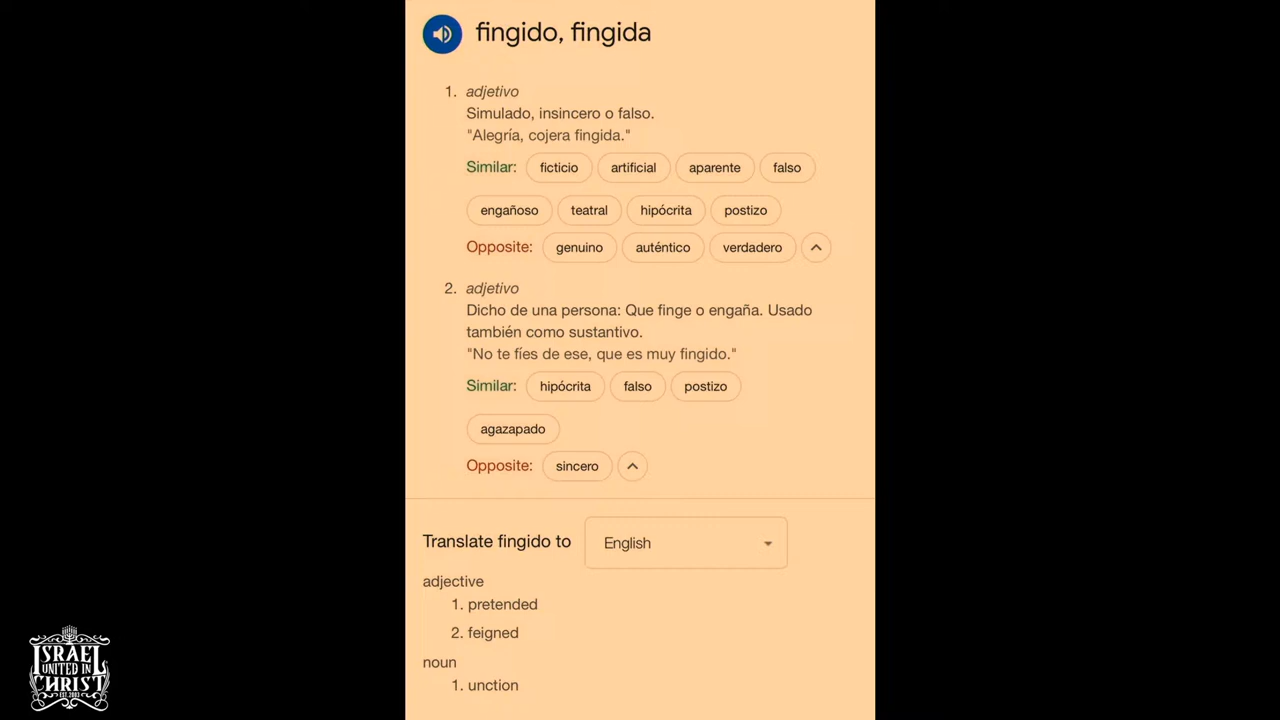 fingido, fingida
1. adjetivo
Simulado, insincero o falso.
"Alegría, cojera fingida."
Similar: ficticio artificial aparente falso
engañoso teatral hipócrita postizo
Opposite: genuino auténtico verdadero
2. adjetivo
Dicho de una persona: Que finge o engaña. Usado
también como sustantivo.
"No te fíes de ese, que es muy fingido."
Similar: hipócrita falso postizo
agazapado
Opposite: sincero
Translate fingido to English
adjective
1. pretended
2. feigned
noun
1. unction
ISRAEL
UNITED IN
CHRIST
EST. 2003